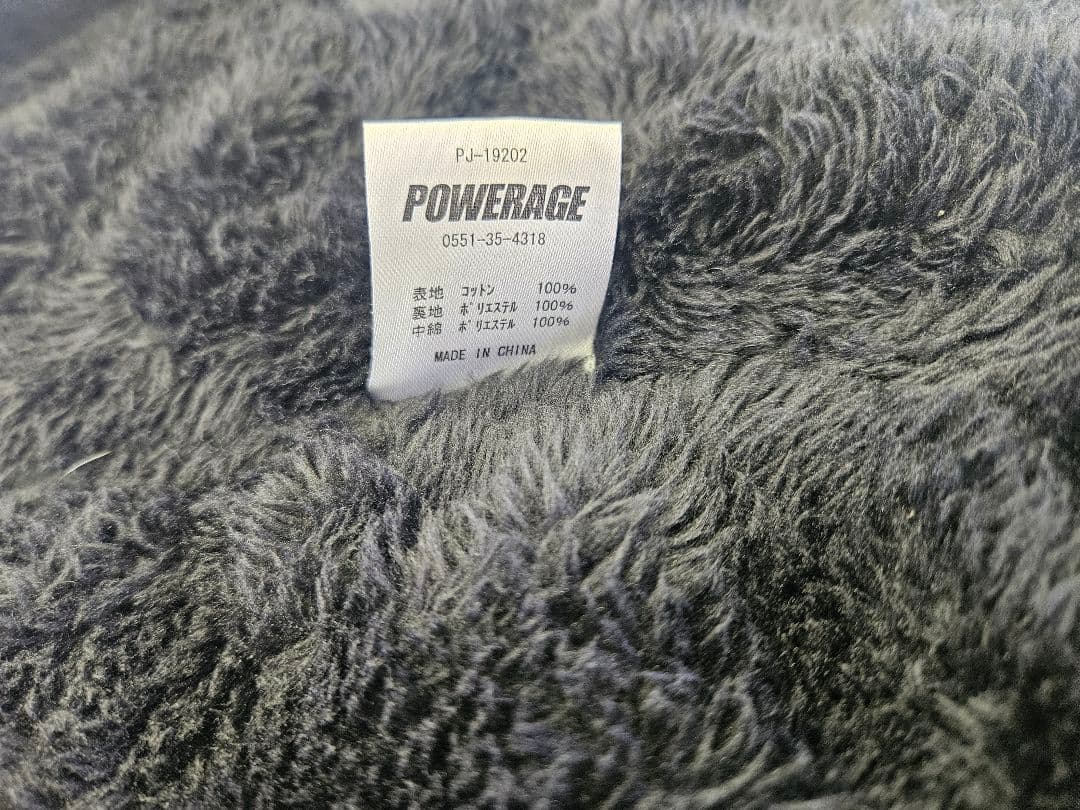 PJ-19202
POWERAGE
0551-35-4318
表地 コットン 100%
裏地 ポリエステル 100%
中綿 ポリエステル 100%
MADE IN CHINA